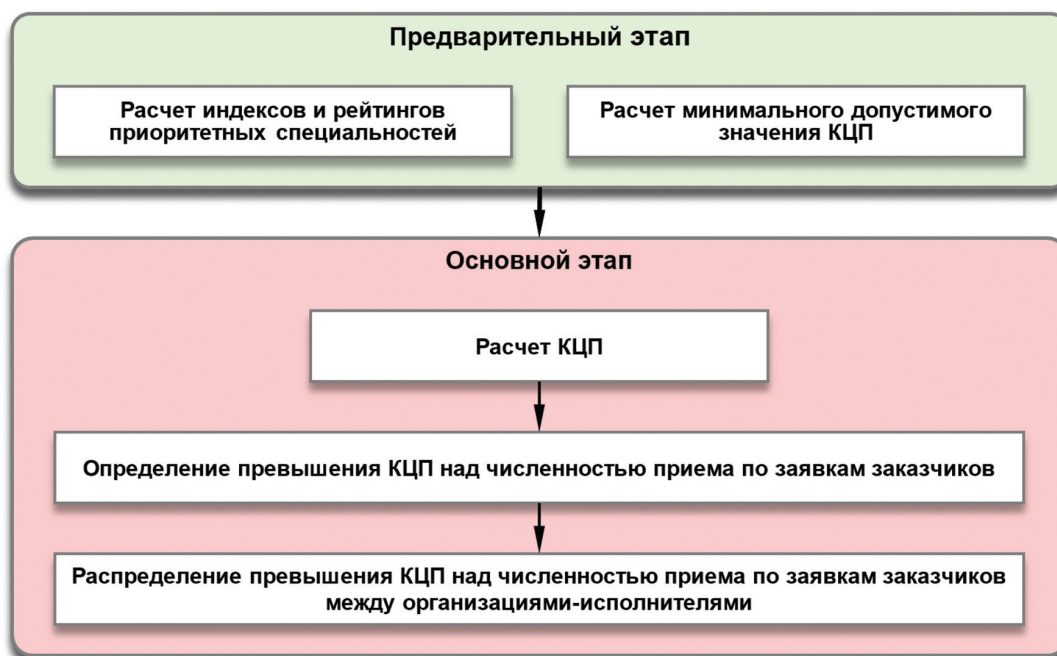 Предварительный этап
Расчет индексов и рейтингов
приоритетных специальностей
Расчет минимального допустимого
значения КЦП
Основной этап
Расчет КЦП
Определение превышения КЦП над численностью приема по заявкам заказчиков
Распределение превышения КЦП над численностью приема по заявкам заказчиков
между организациями-исполнителями